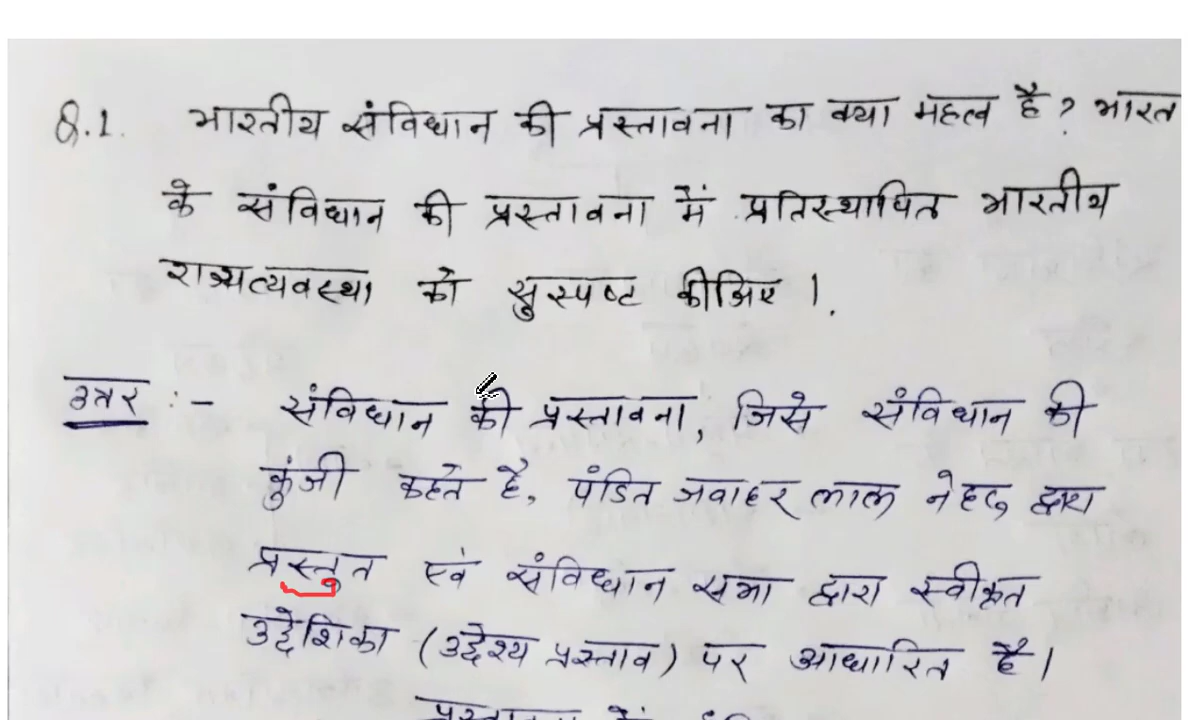 Q.1. भारतीय संविधान की प्रस्तावना का क्या महत्व है? भारत
के संविधान की प्रस्तावना में प्रतिस्थापित भारतीय
राज्यव्यवस्था को सुस्पष्ट कीजिए।
उत्तर :- संविधान की प्रस्तावना, जिसे संविधान की
कुंजी कहते है, पंडित जवाहर लाल नेहरू द्वारा
प्रस्तुत एवं संविधान सभा द्वारा स्वीकृत
उद्देशिका (उद्देश्य प्रस्ताव) पर आधारित है।